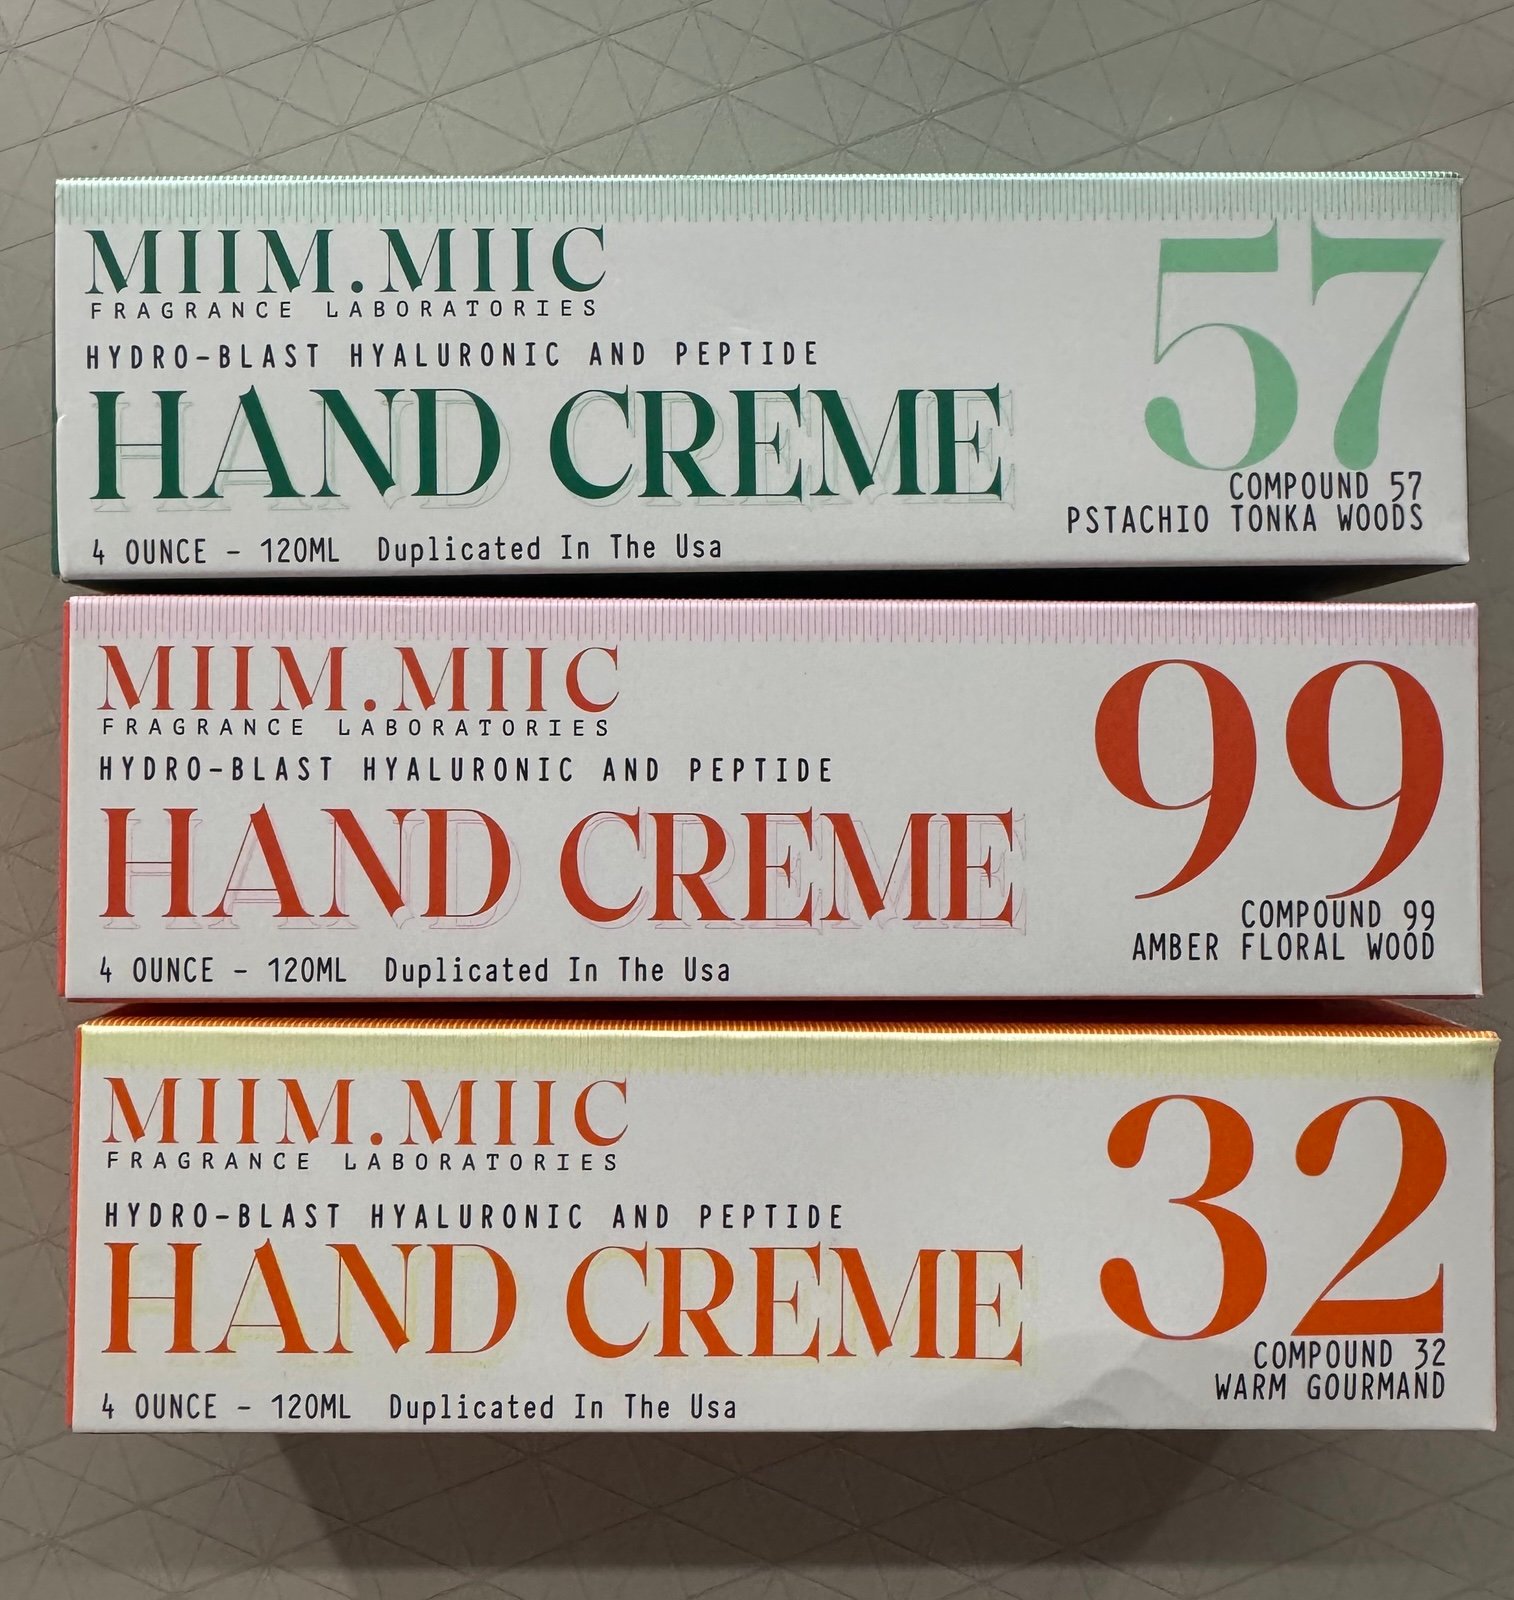 MIIM.MIIC
FRAGRANCE LABORATORIES
HYDRO-BLAST HYALURONIC AND PEPTIDE
HAND CREME
4 OUNCE - 120ML Duplicated In The Usa
57
COMPOUND 57
PSTACHIO TONKA WOODS
MIIM.MIIC
FRAGRANCE LABORATORIES
HYDRO-BLAST HYALURONIC AND PEPTIDE
HAND CREME
4 OUNCE - 120ML Duplicated In The Usa
99
COMPOUND 99
AMBER FLORAL WOOD
MIIM.MIIC
FRAGRANCE LABORATORIES
HYDRO-BLAST HYALURONIC AND PEPTIDE
HAND CREME
4 OUNCE - 120ML Duplicated In The Usa
32
COMPOUND 32
WARM GOURMAND